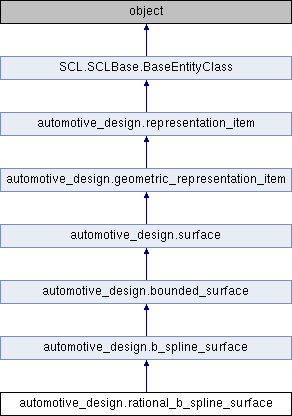 object
SCL.SCLBase.BaseEntityClass
automotive_design.representation_item
automotive_design.geometric_representation_item
automotive_design.surface
automotive_design.bounded_surface
automotive_design.b_spline_surface
automotive_design.rational_b_spline_surface